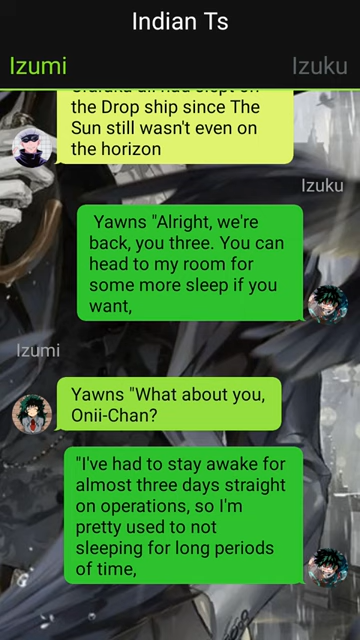 Indian Ts
Izumi
Izuku
the Drop ship since The
Sun still wasn't even on
the horizon
Izuku
Yawns "Alright, we're
back, you three. You can
head to my room for
some more sleep if you
want,
Izumi
Yawns "What about you,
Onii-Chan?
"I've had to stay awake for
almost three days straight
on operations, so I'm
pretty used to not
sleeping for long periods
of time,